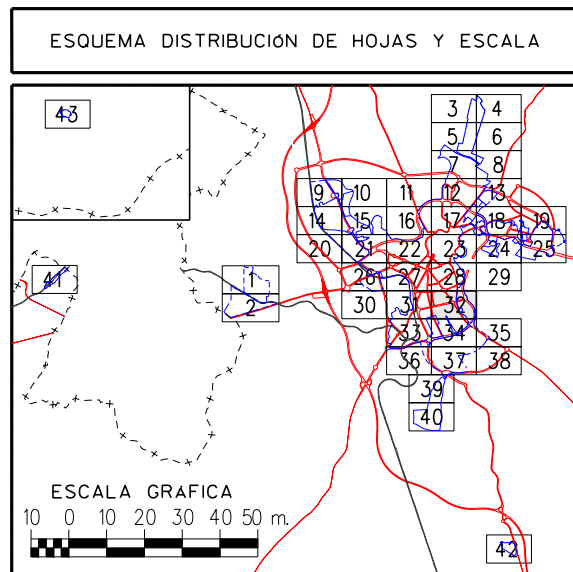 ESQUEMA DISTRIBUCIÓN DE HOJAS Y ESCALA
43
3 4
5 6
7 8
9 10 11 12 13
14 15 16 17 18 19
20 21 22 23 24 25
41 1 26 27 28 29
2 30 31 32
33 34 35
36 37 38
39
40
ESCALA GRÁFICA
10 0 10 20 30 40 50 m.
42